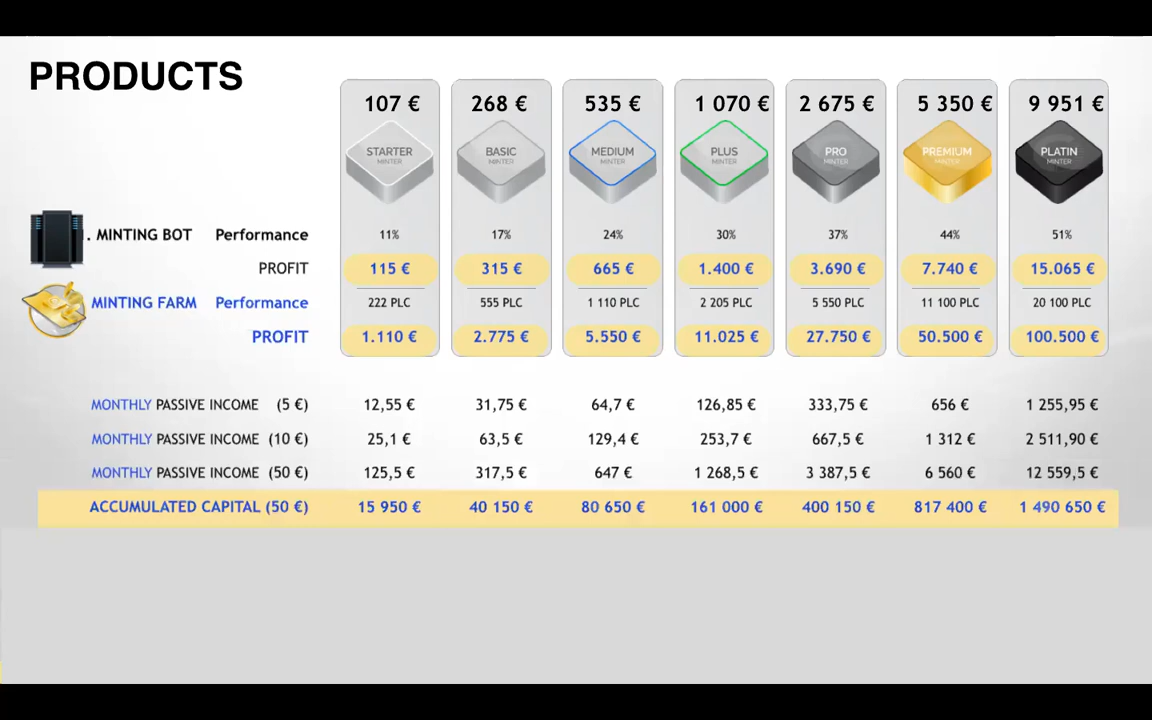 PRODUCTS
107 € 268 € 535 € 1 070 € 2 675 € 5 350 € 9 951 €
STARTER BASIC MEDIUM PLUS PRO PREMIUM PLATIN
MINTER MINTER MINTER MINTER MINTER MINTER MINTER
. MINTING BOT Performance 11% 17% 24% 30% 37% 44% 51%
PROFIT 115 € 315 € 665 € 1.400 € 3.690 € 7.740 € 15.065 €
MINTING FARM Performance 222 PLC 555 PLC 1 110 PLC 2 205 PLC 5 550 PLC 11 100 PLC 20 100 PLC
PROFIT 1.110 € 2.775 € 5.550 € 11.025 € 27.750 € 50.500 € 100.500 €
MONTHLY PASSIVE INCOME (5 €) 12,55 € 31,75 € 64,7 € 126,85 € 333,75 € 656 € 1 255,95 €
MONTHLY PASSIVE INCOME (10 €) 25,1 € 63,5 € 129,4 € 253,7 € 667,5 € 1 312 € 2 511,90 €
MONTHLY PASSIVE INCOME (50 €) 125,5 € 317,5 € 647 € 1 268,5 € 3 387,5 € 6 560 € 12 559,5 €
ACCUMULATED CAPITAL (50 €) 15 950 € 40 150 € 80 650 € 161 000 € 400 150 € 817 400 € 1 490 650 €